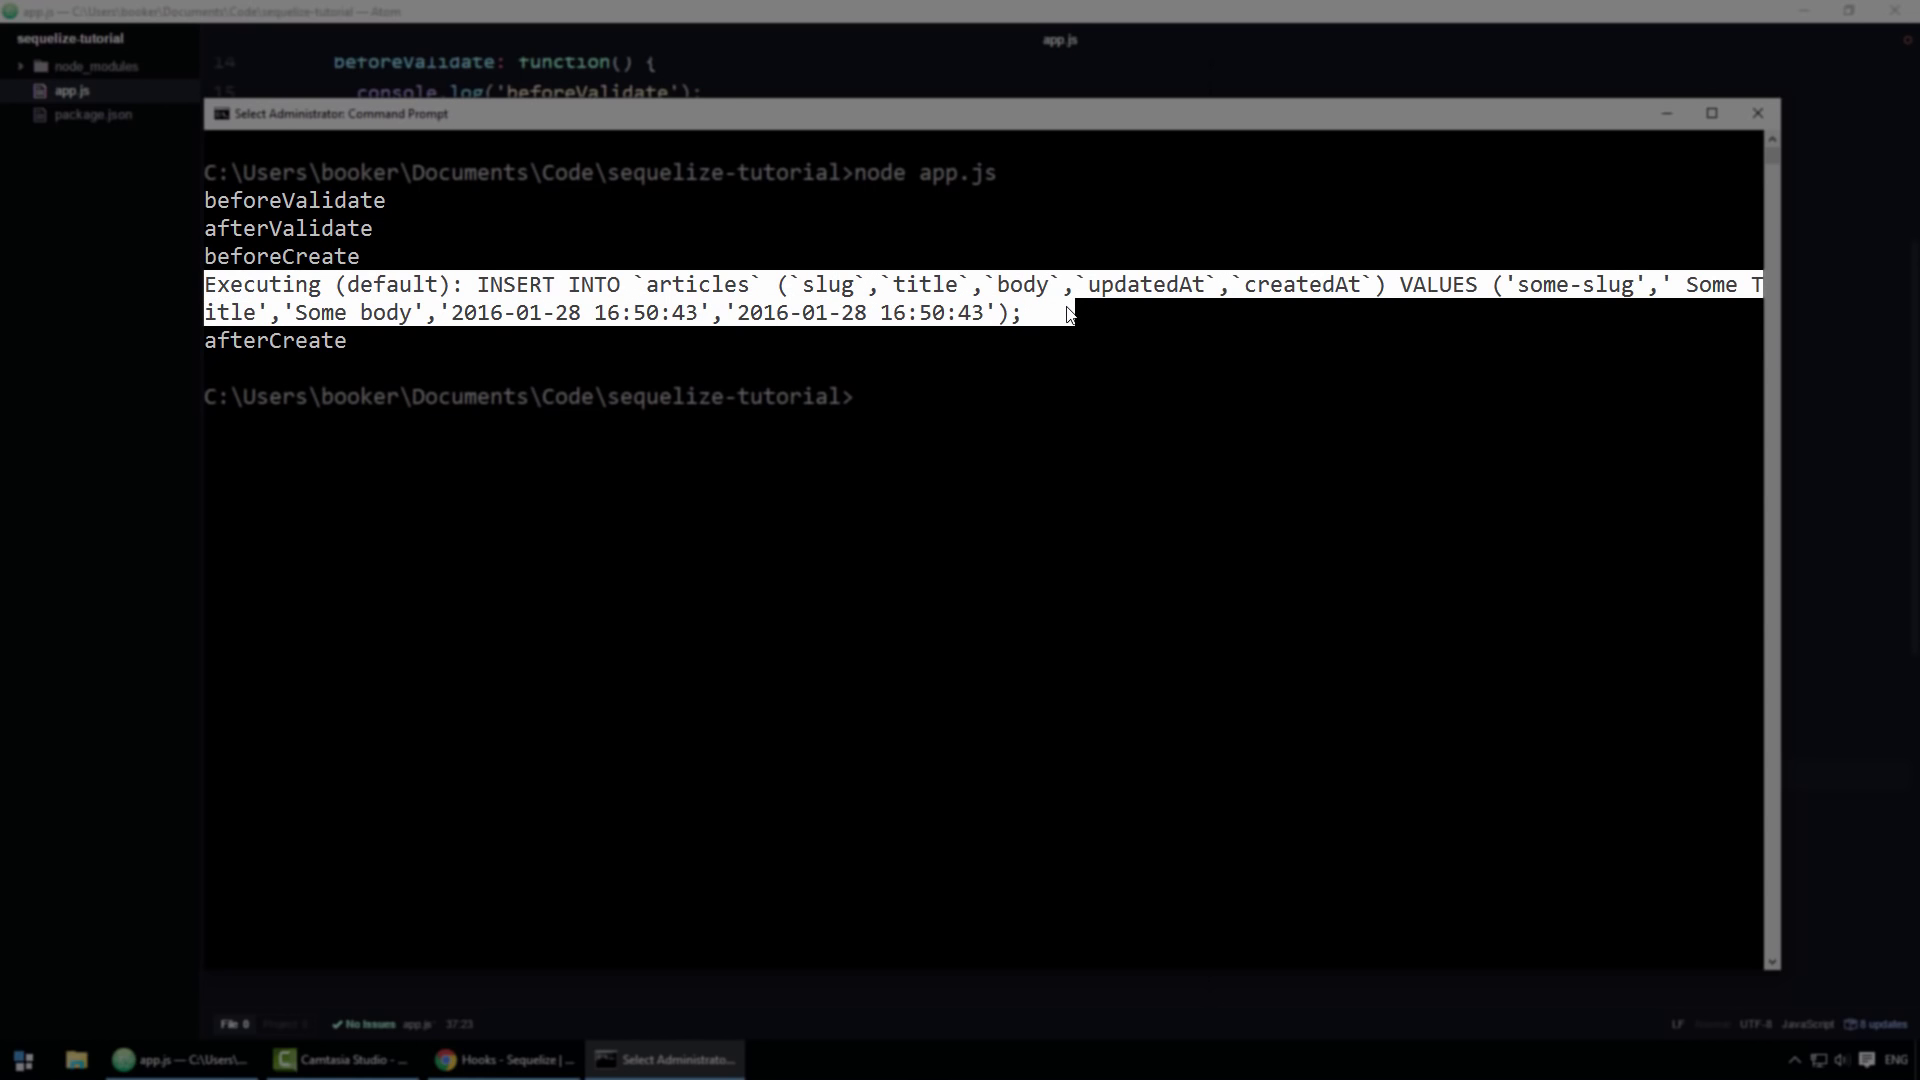 app.js — C:\Users\booker\Documents\Code\sequelize-tutorial — Atom
sequelize-tutorial
app.js
node_modules
14 beforeValidate: function() {
app.js
15 console.log('beforeValidate');
package.json
Select Administrator: Command Prompt
C:\Users\booker\Documents\Code\sequelize-tutorial>node app.js
beforeValidate
afterValidate
beforeCreate
Executing (default): INSERT INTO `articles` (`slug`,`title`,`body`,`updatedAt`,`createdAt`) VALUES ('some-slug',' Some T
itle','Some body','2016-01-28 16:50:43','2016-01-28 16:50:43');
afterCreate
C:\Users\booker\Documents\Code\sequelize-tutorial>
File 0 Project 0 No Issues app.js 37:23 LF UTF-8 JavaScript 8 updates
app.js — C:\Users\... Camtasia Studio - ... Hooks - Sequelize | ... Select Administrato... ENG